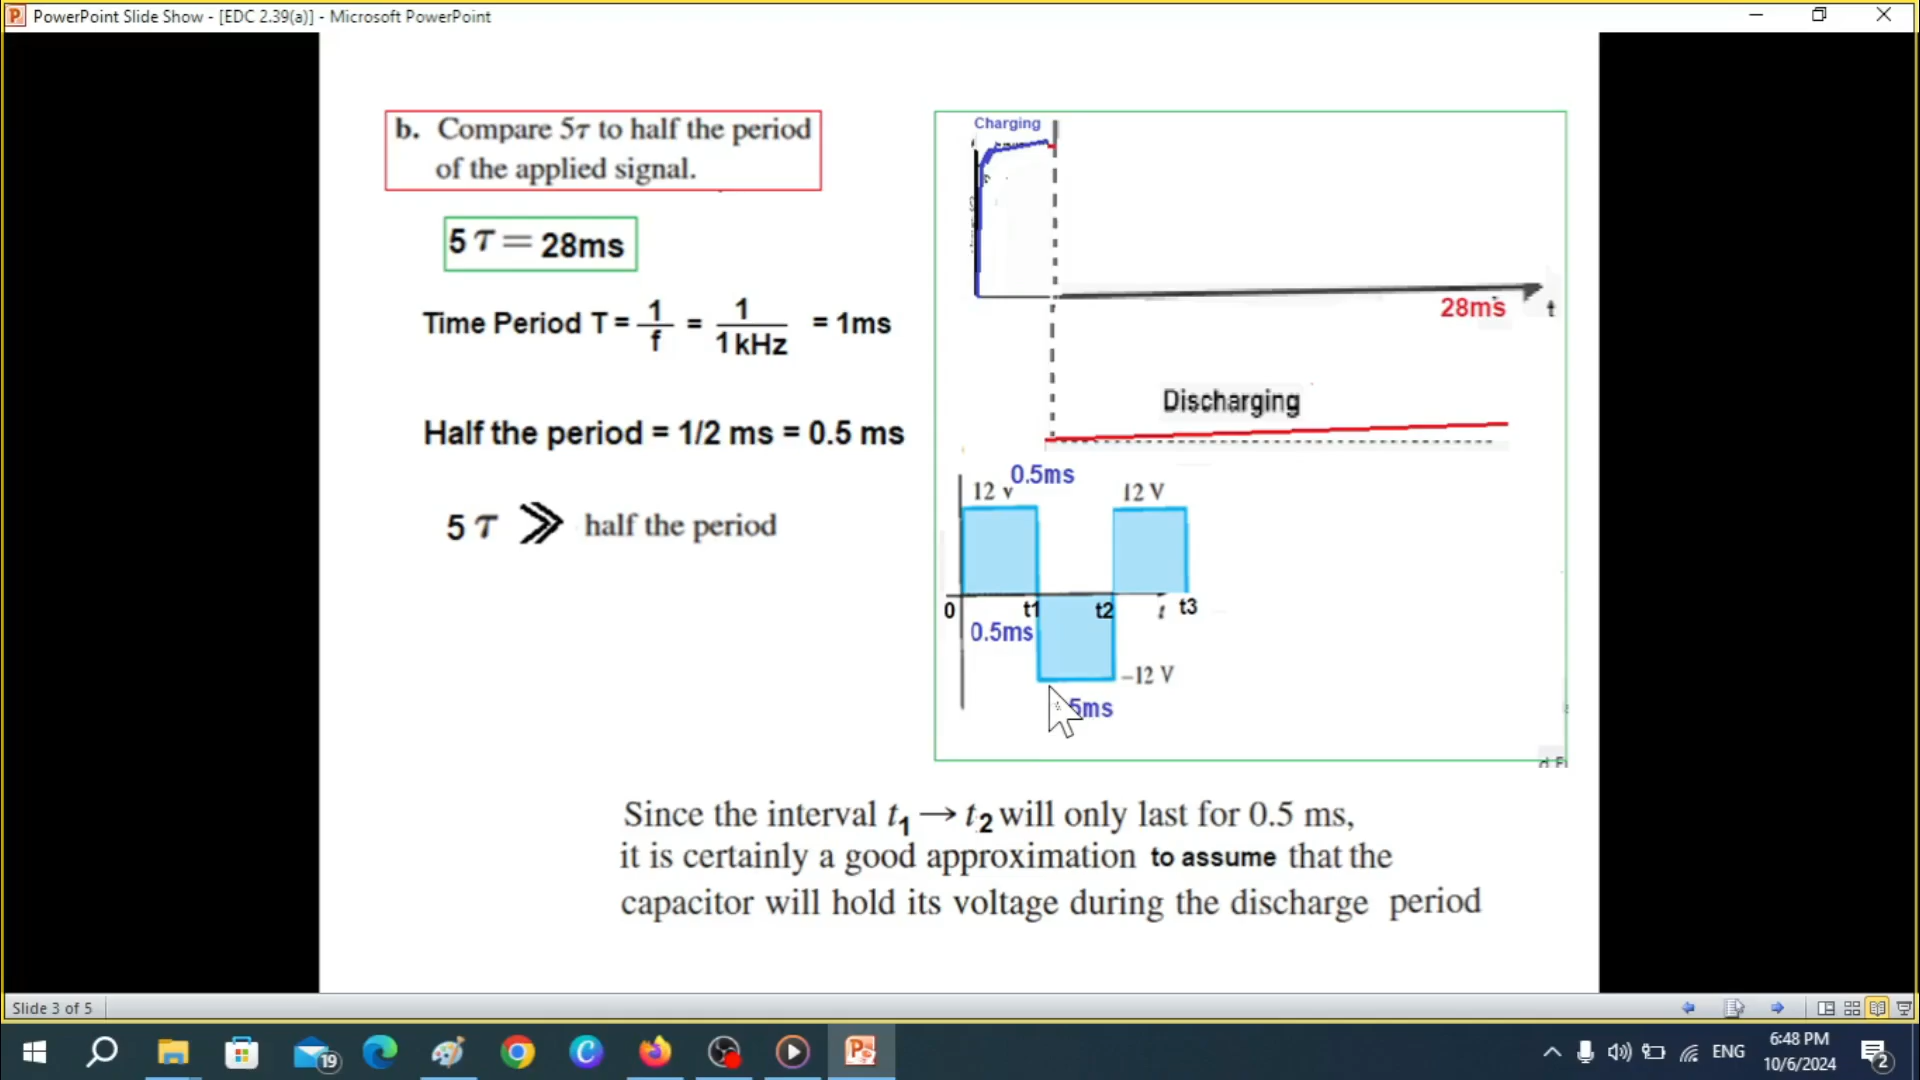 PowerPoint Slide Show - [EDC 2.39(a)] - Microsoft PowerPoint
b. Compare 5τ to half the period
of the applied signal.
5 τ = 28ms
Time Period T = 1/f = 1/1 kHz = 1ms
Half the period = 1/2 ms = 0.5 ms
5 τ ≫ half the period
Charging
28ms t
Discharging
0.5ms
12 v 12 V
0 t1 t2 t t3
0.5ms
–12 V
5ms
Since the interval t1 → t2 will only last for 0.5 ms,
it is certainly a good approximation to assume that the
capacitor will hold its voltage during the discharge period
Slide 3 of 5
19
ENG
6:48 PM
10/6/2024
2